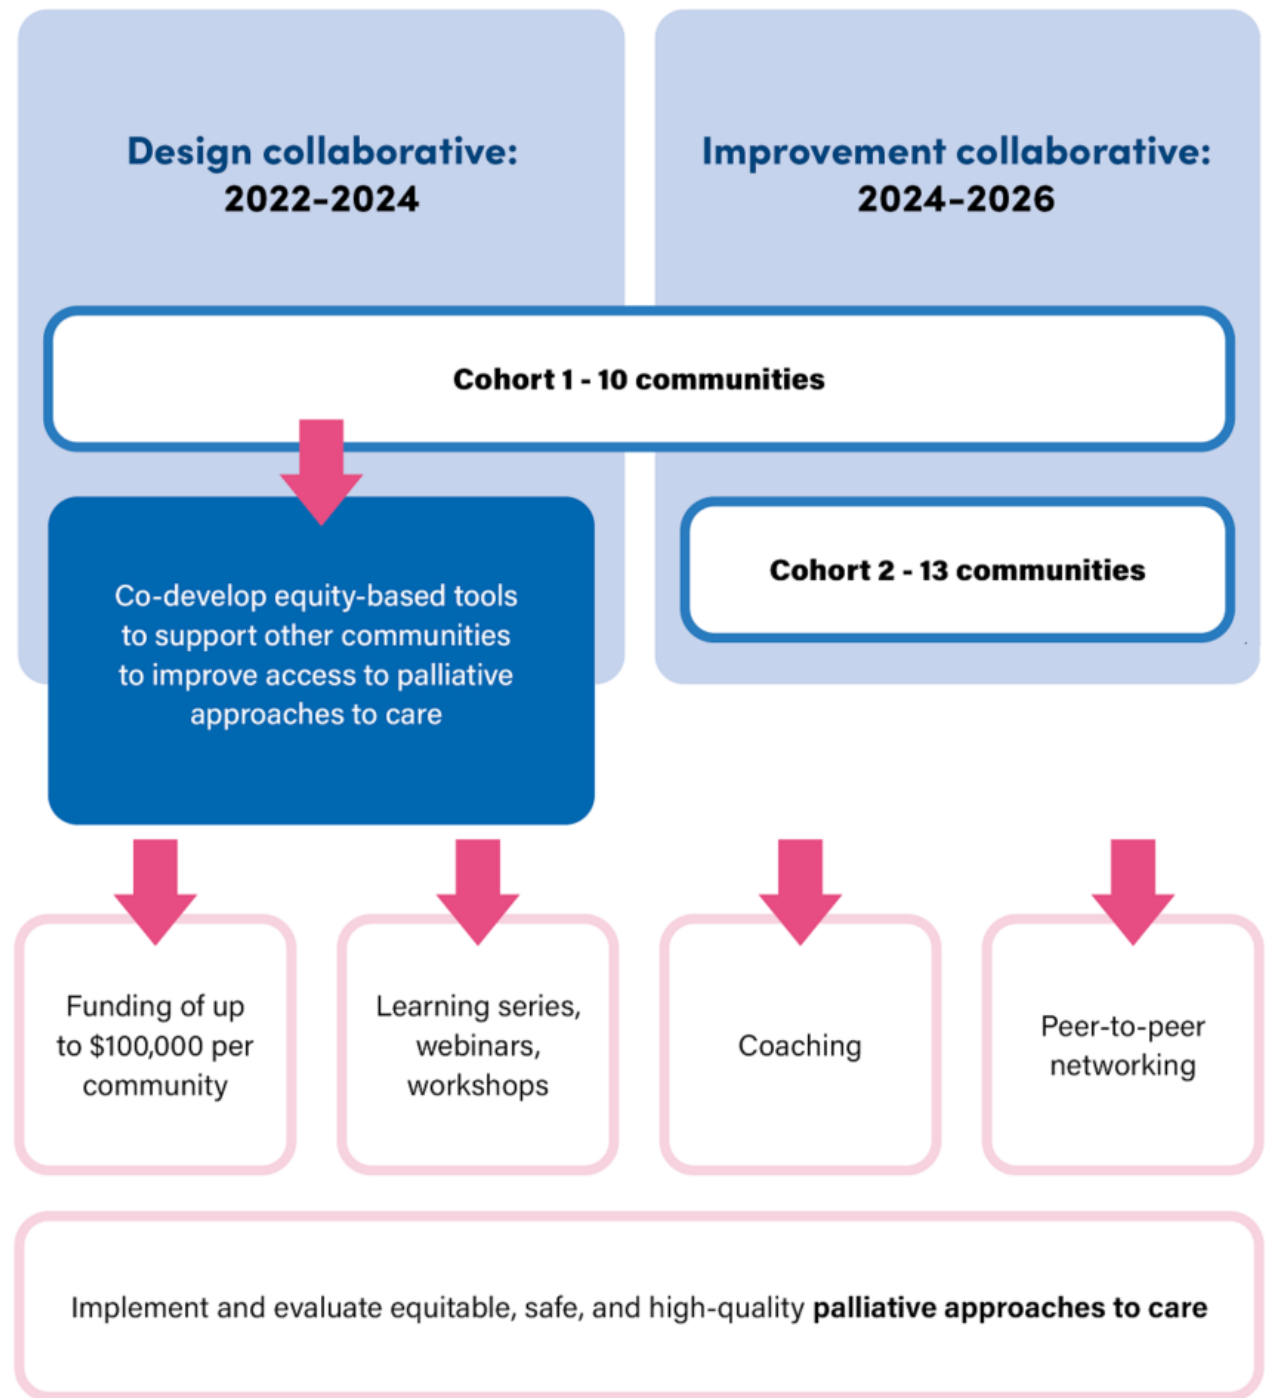 Design collaborative:
2022-2024
Improvement collaborative:
2024-2026
Cohort 1 - 10 communities
Co-develop equity-based tools
to support other communities
to improve access to palliative
approaches to care
Cohort 2 - 13 communities
Funding of up
to $100,000 per
community
Learning series,
webinars,
workshops
Coaching
Peer-to-peer
networking
Implement and evaluate equitable, safe, and high-quality palliative approaches to care